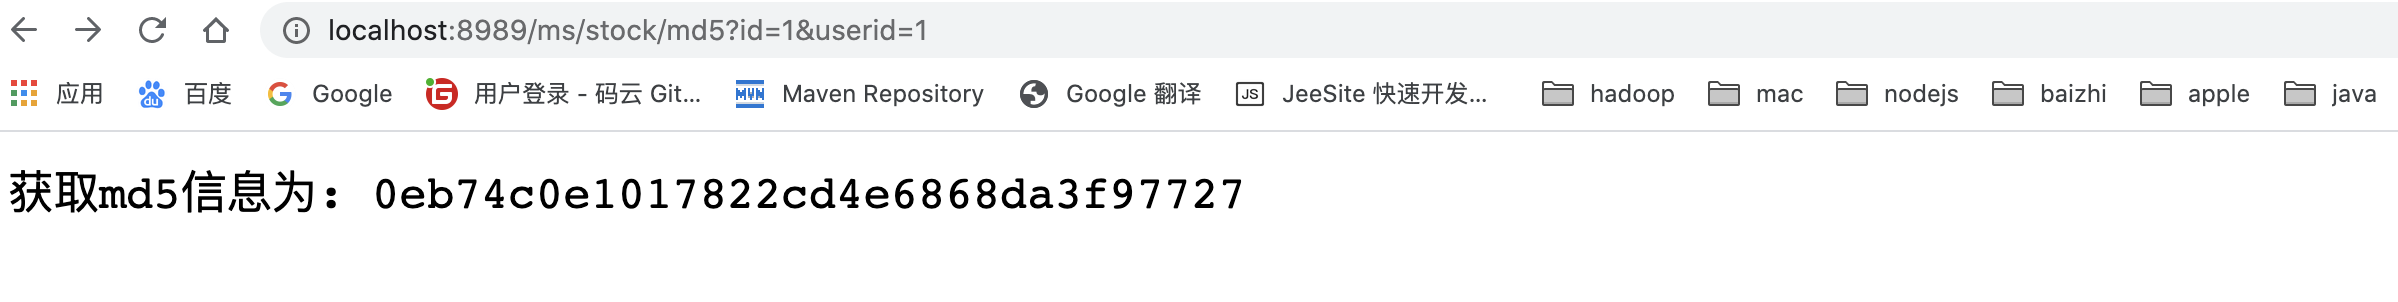 localhost:8989/ms/stock/md5?id=1&userid=1
应用 百度 Google 用户登录 - 码云 Git... Maven Repository Google 翻译 JeeSite 快速开发... hadoop mac nodejs baizhi apple java
获取md5信息为：0eb74c0e1017822cd4e6868da3f97727